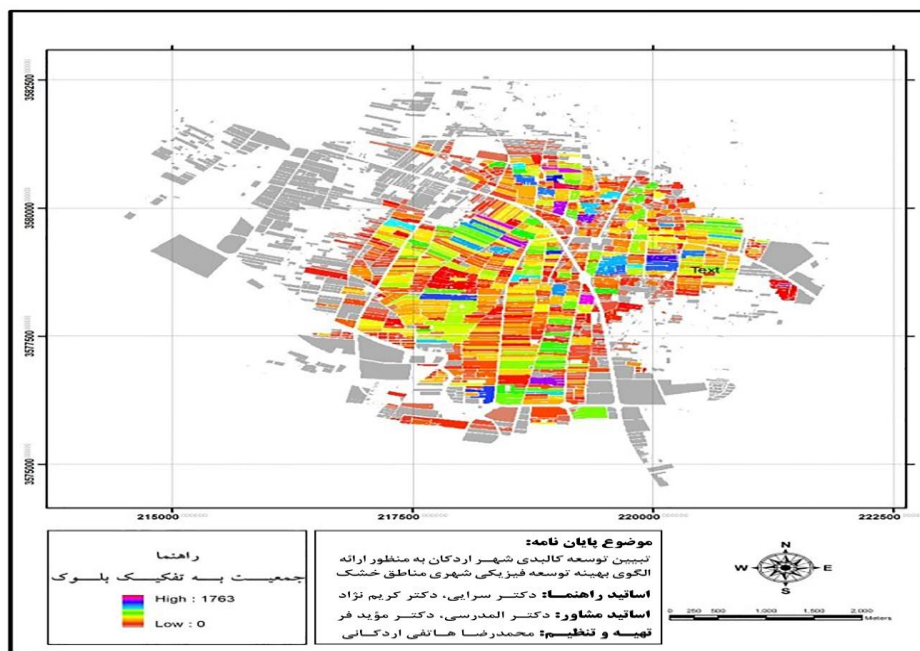 3582500
3580000
3577500
3575000
Text
215000
217500
220000
222500
راهنما
جمعیت به تفکیک بلوک
High : 1763
Low : 0
موضوع پایان نامه:
تبیین توسعه کالبدی شهر اردکان به منظور ارائه
الگوی بهینه توسعه فیزیکی شهری مناطق خشک
اساتید راهنما: دکتر سرایی، دکتر کریم نژاد
اساتید مشاور: دکتر المدرسی، دکتر مؤید فر
تهیه و تنظیم: محمدرضا هاتفی اردکانی
N
W E
S
0 250 500 1,000 1,500 2,000
Meters